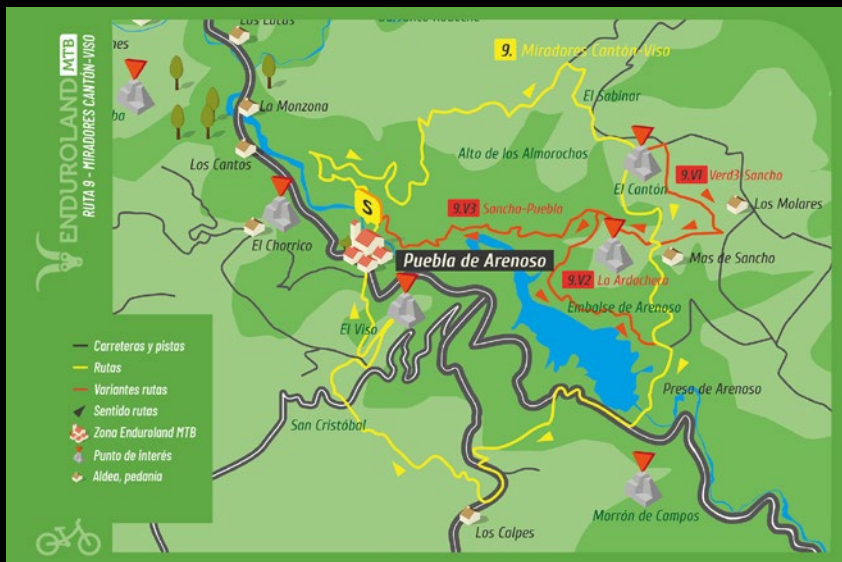 ENDUROLAND MTB
RUTA 9 - MIRADORES CANTÓN-VISO
Los Lucas
9. Miradores Cantón-Viso
La Monzona
El Sabinar
Los Cantos
Alto de los Almorochos
El Cantón
9.V1 Verd3 Sancho
Los Molares
S
9.V3 Sancho-Puebla
El Chorrico
Puebla de Arenoso
Mas de Sancho
9.V2 La Ardachera
Embalse de Arenoso
El Viso
Presa de Arenoso
San Cristóbal
Morrón de Campos
Los Calpes
Carreteras y pistas
Rutas
Variantes rutas
Sentido rutas
Zona Enduroland MTB
Punto de interés
Aldea, pedanía